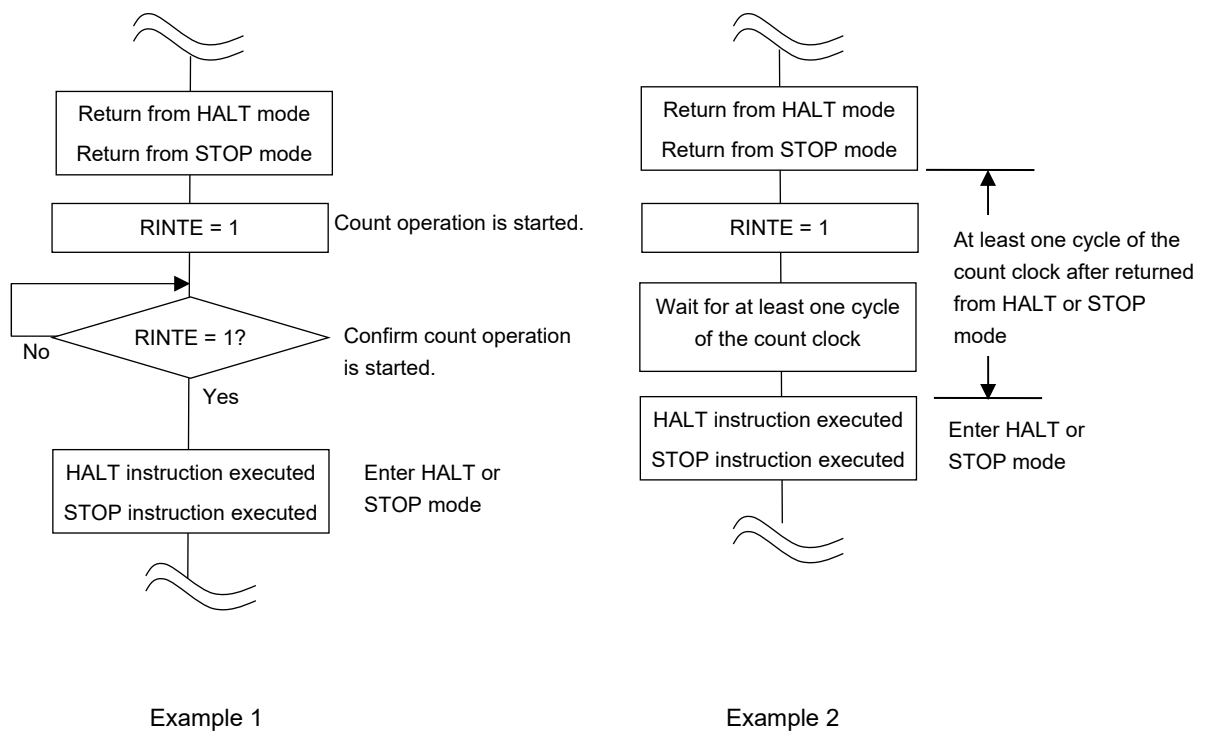 Return from HALT mode
Return from STOP mode
RINTE = 1
Count operation is started.
RINTE = 1?
No
Yes
Confirm count operation
is started.
HALT instruction executed
STOP instruction executed
Enter HALT or
STOP mode
Example 1
Return from HALT mode
Return from STOP mode
RINTE = 1
Wait for at least one cycle
of the count clock
At least one cycle of the
count clock after returned
from HALT or STOP
mode
HALT instruction executed
STOP instruction executed
Enter HALT or
STOP mode
Example 2